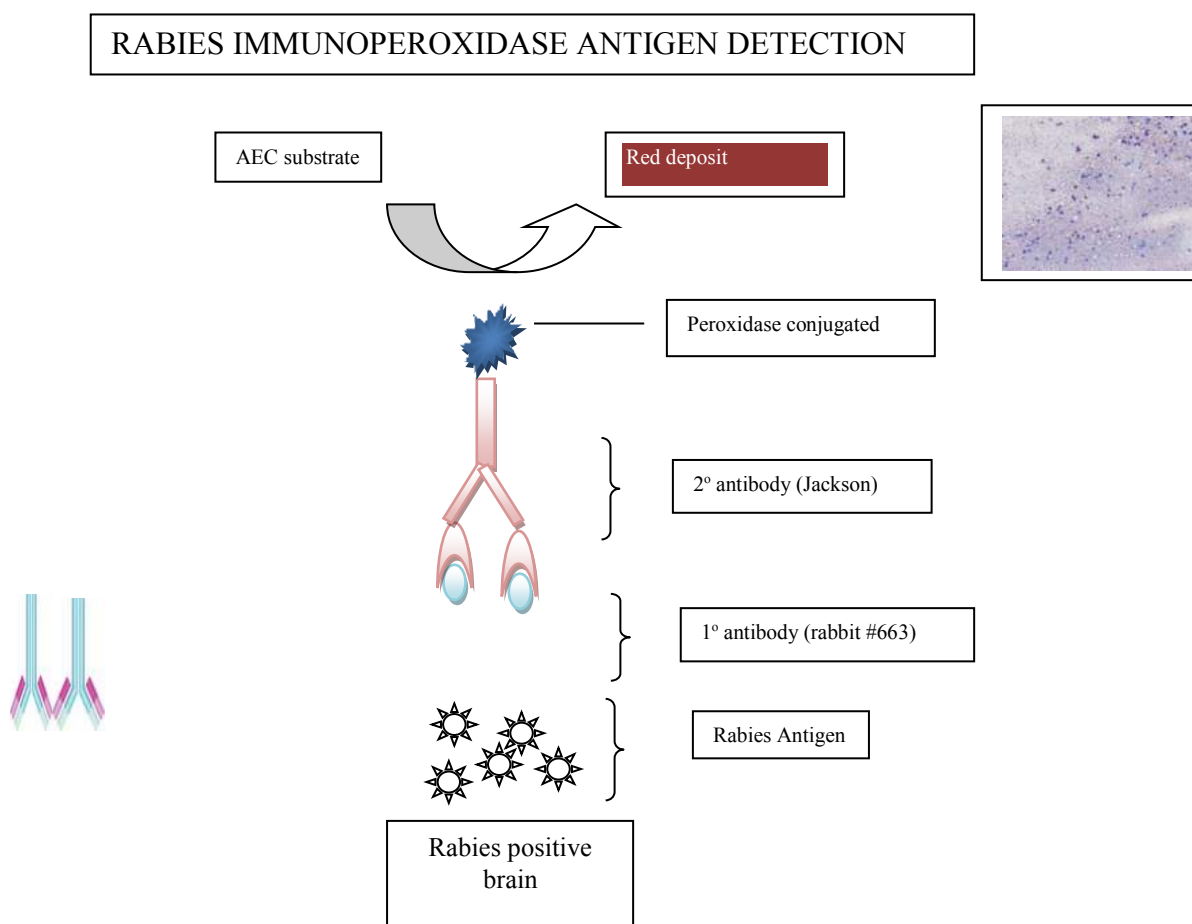 RABIES IMMUNOPEROXIDASE ANTIGEN DETECTION
AEC substrate
Red deposit
Peroxidase conjugated
2º antibody (Jackson)
1º antibody (rabbit #663)
Rabies Antigen
Rabies positive
brain